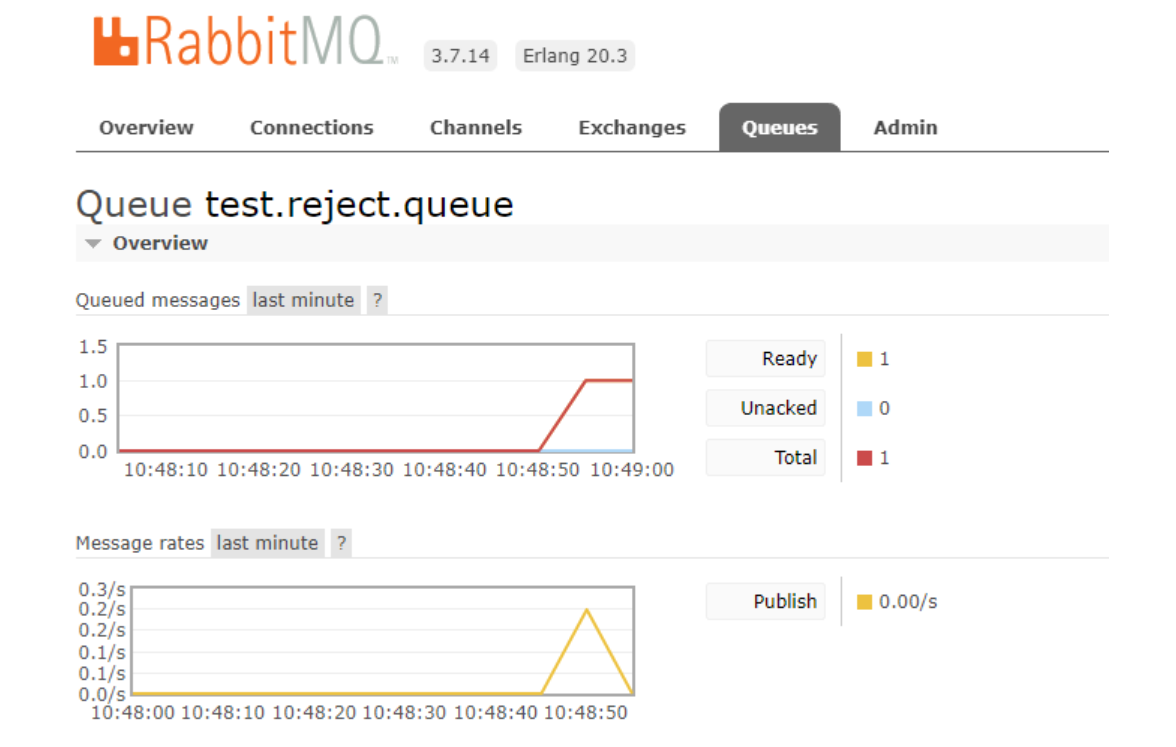 RabbitMQ TM 3.7.14 Erlang 20.3
Overview Connections Channels Exchanges Queues Admin
Queue test.reject.queue
Overview
Queued messages last minute ?
1.5
1.0
0.5
0.0
10:48:10 10:48:20 10:48:30 10:48:40 10:48:50 10:49:00
Ready 1
Unacked 0
Total 1
Message rates last minute ?
0.3/s
0.2/s
0.2/s
0.1/s
0.1/s
0.0/s
10:48:00 10:48:10 10:48:20 10:48:30 10:48:40 10:48:50
Publish 0.00/s